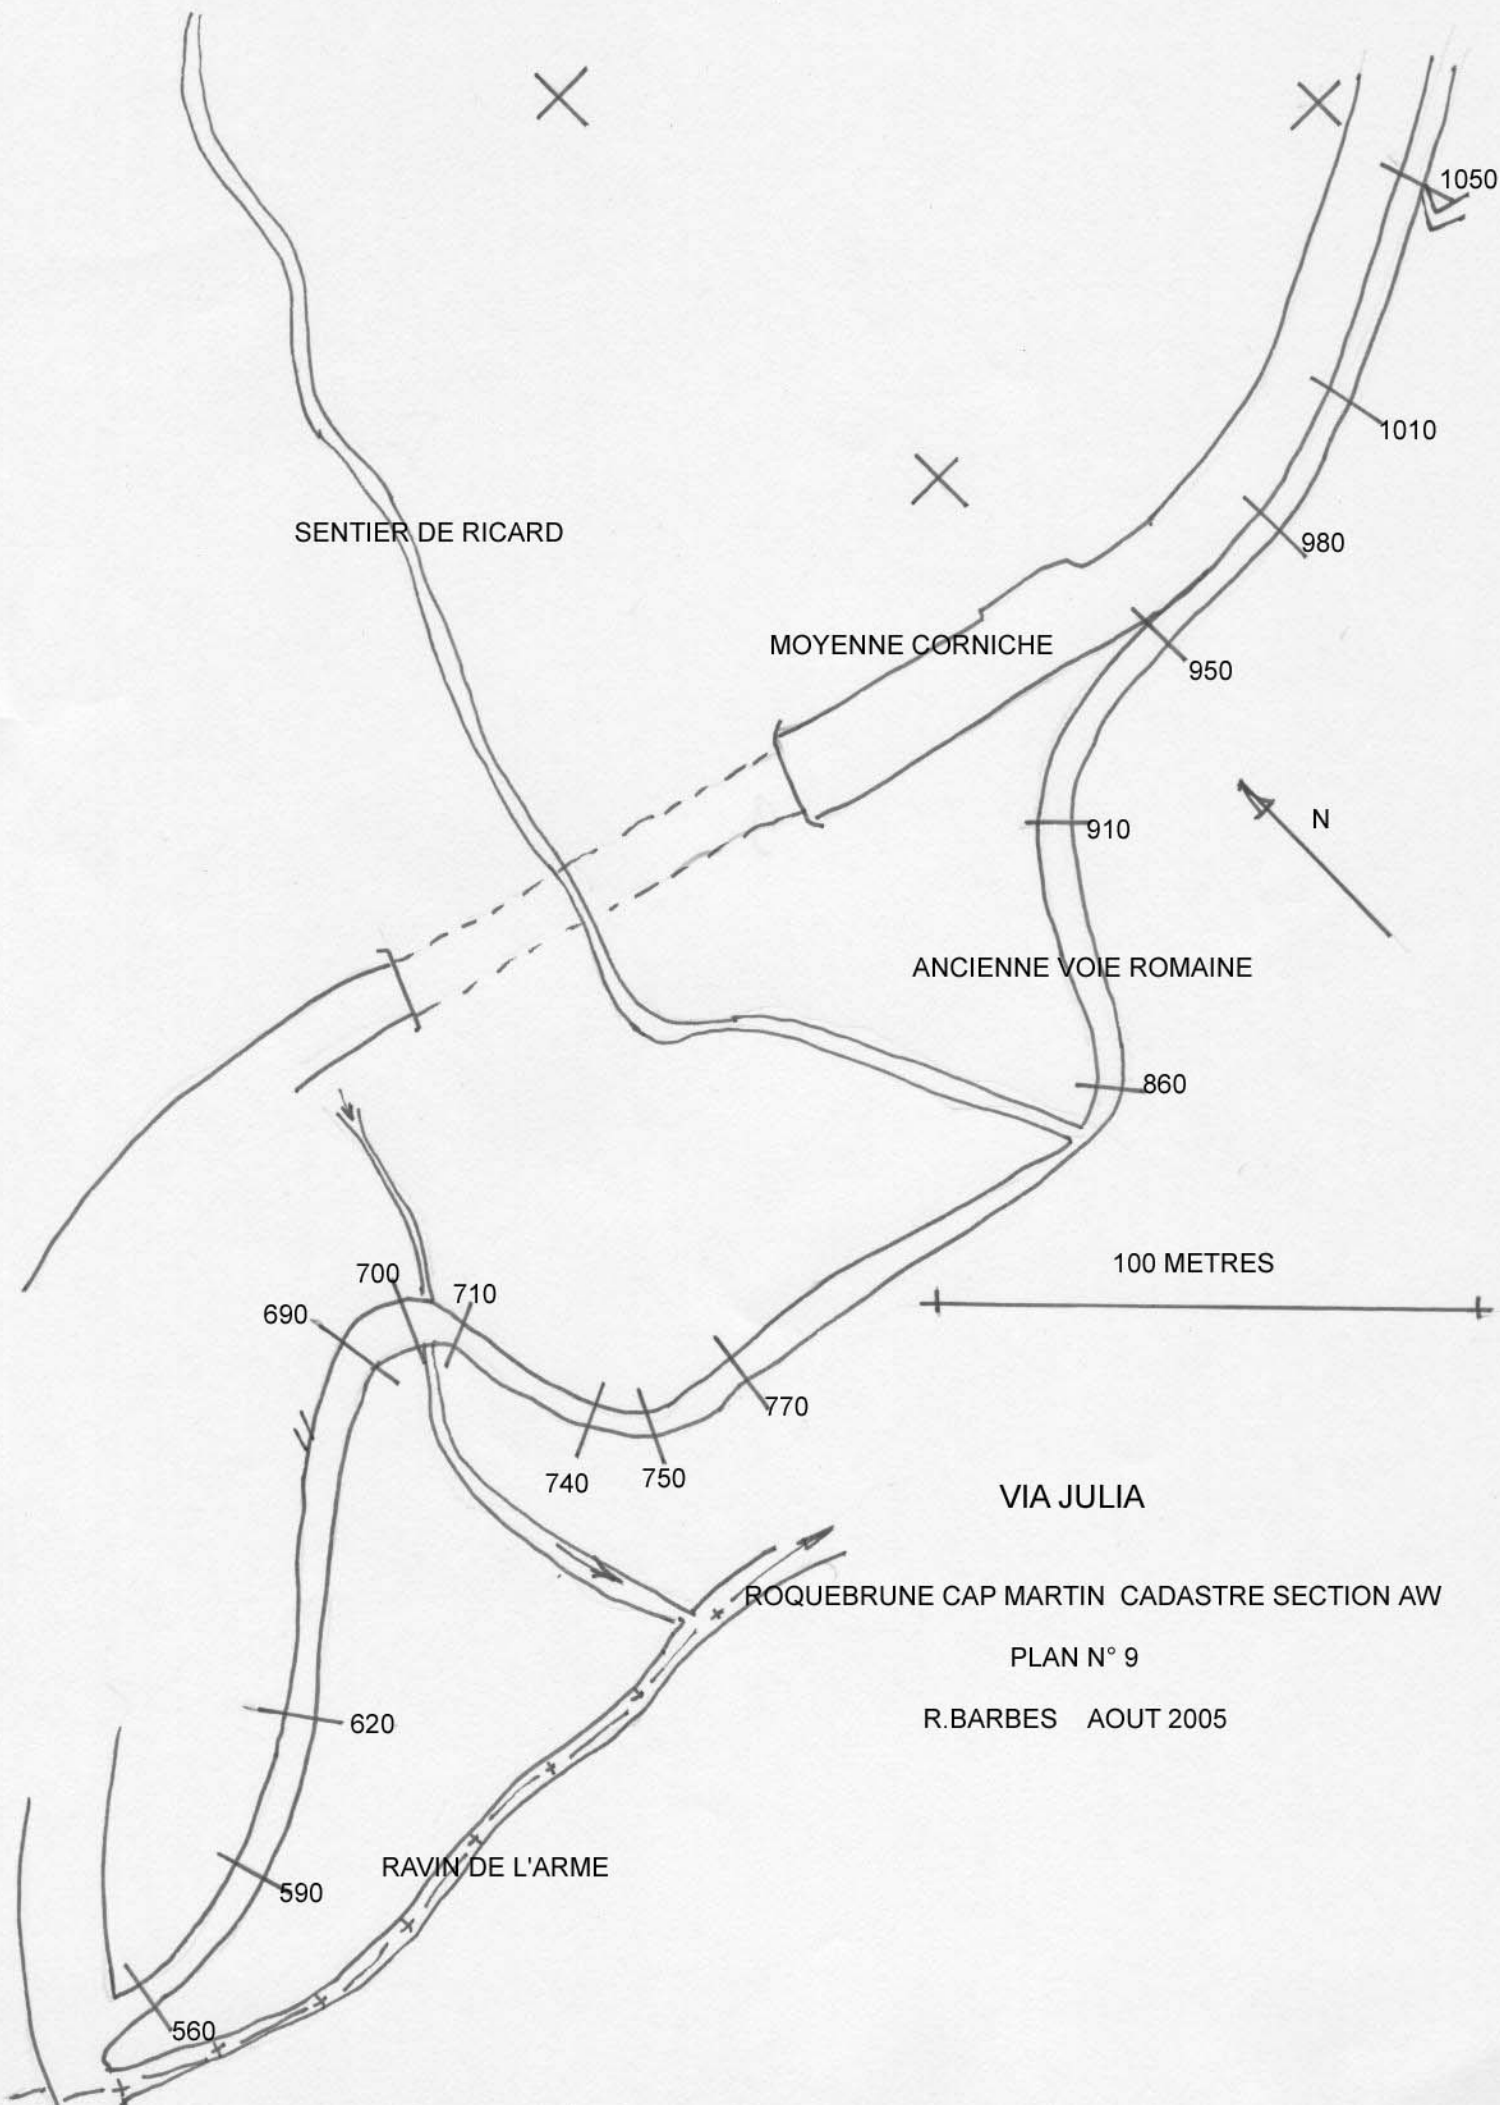 1050
1010
SENTIER DE RICARD
980
MOYENNE CORNICHE
950
N
910
ANCIENNE VOIE ROMAINE
860
100 METRES
700
710
690
770
740
750
VIA JULIA
ROQUEBRUNE CAP MARTIN CADASTRE SECTION AW
PLAN N° 9
R.BARBES AOUT 2005
620
RAVIN DE L'ARME
590
560